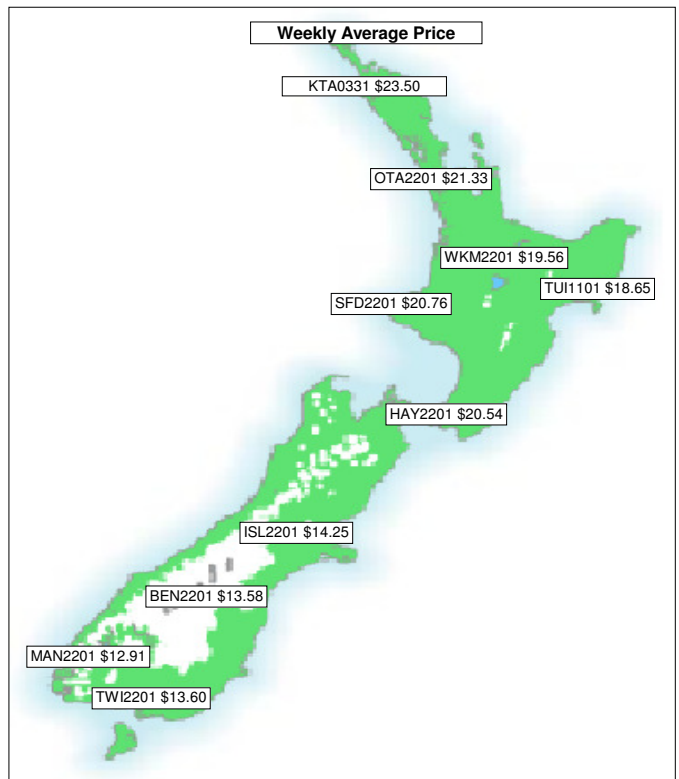 Weekly Average Price
KTA0331 $23.50
OTA2201 $21.33
WKM2201 $19.56
TUI1101 $18.65
SFD2201 $20.76
HAY2201 $20.54
ISL2201 $14.25
BEN2201 $13.58
MAN2201 $12.91
TWI2201 $13.60